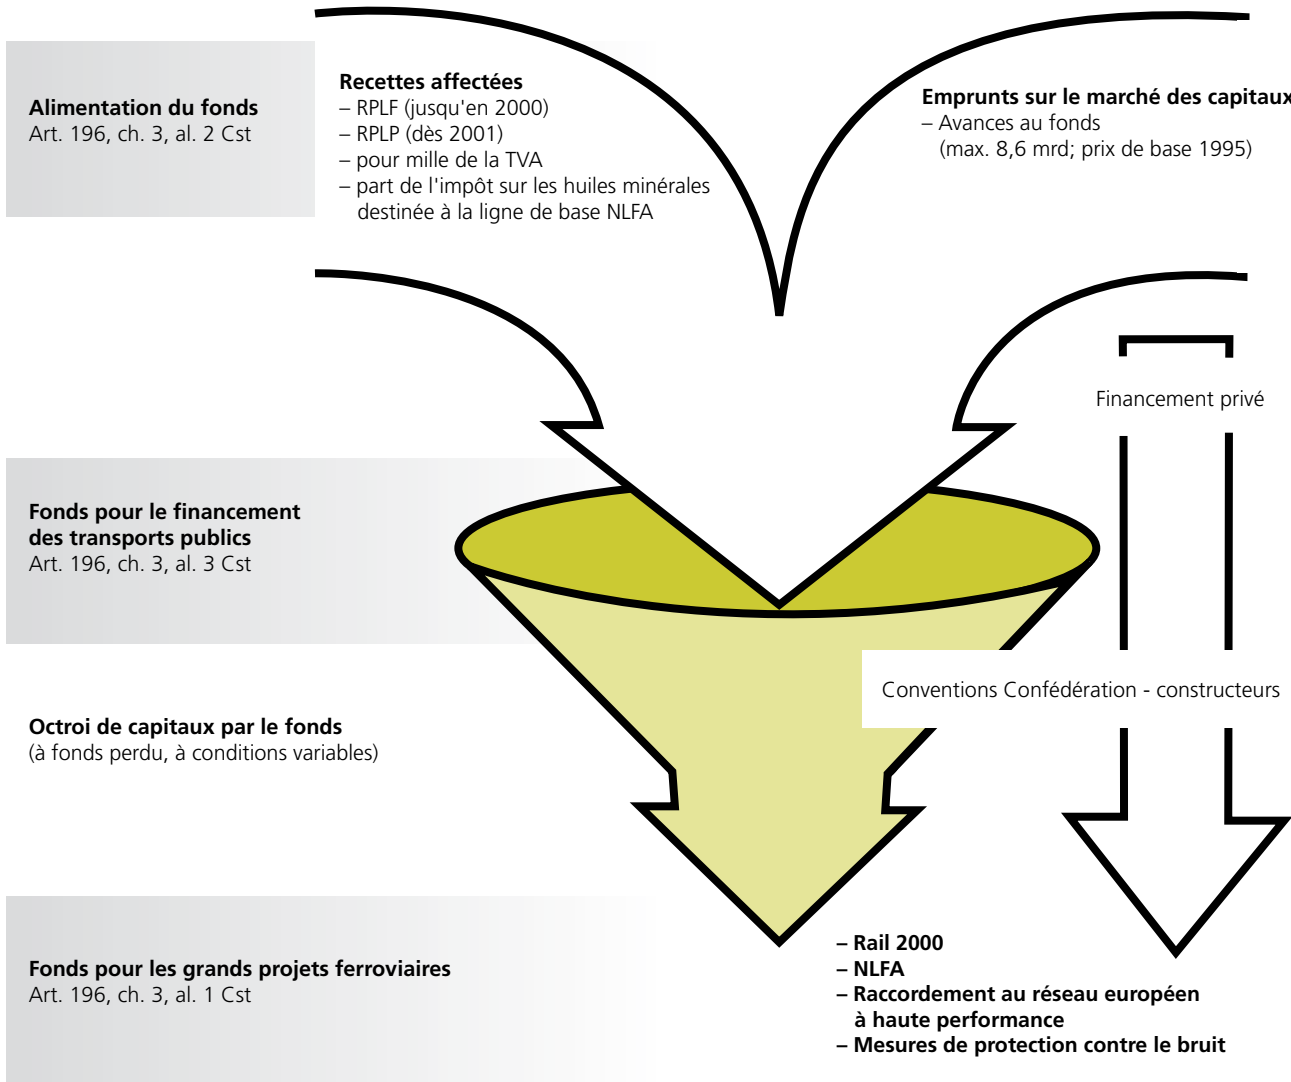 Alimentation du fonds
Art. 196, ch. 3, al. 2 Cst
Recettes affectées
– RPLF (jusqu'en 2000)
– RPLP (dès 2001)
– pour mille de la TVA
– part de l'impôt sur les huiles minérales
destinée à la ligne de base NLFA
Emprunts sur le marché des capitaux
– Avances au fonds
(max. 8,6 mrd; prix de base 1995)
Financement privé
Fonds pour le financement
des transports publics
Art. 196, ch. 3, al. 3 Cst
Conventions Confédération - constructeurs
Octroi de capitaux par le fonds
(à fonds perdu, à conditions variables)
Fonds pour les grands projets ferroviaires
Art. 196, ch. 3, al. 1 Cst
– Rail 2000
– NLFA
– Raccordement au réseau européen
à haute performance
– Mesures de protection contre le bruit